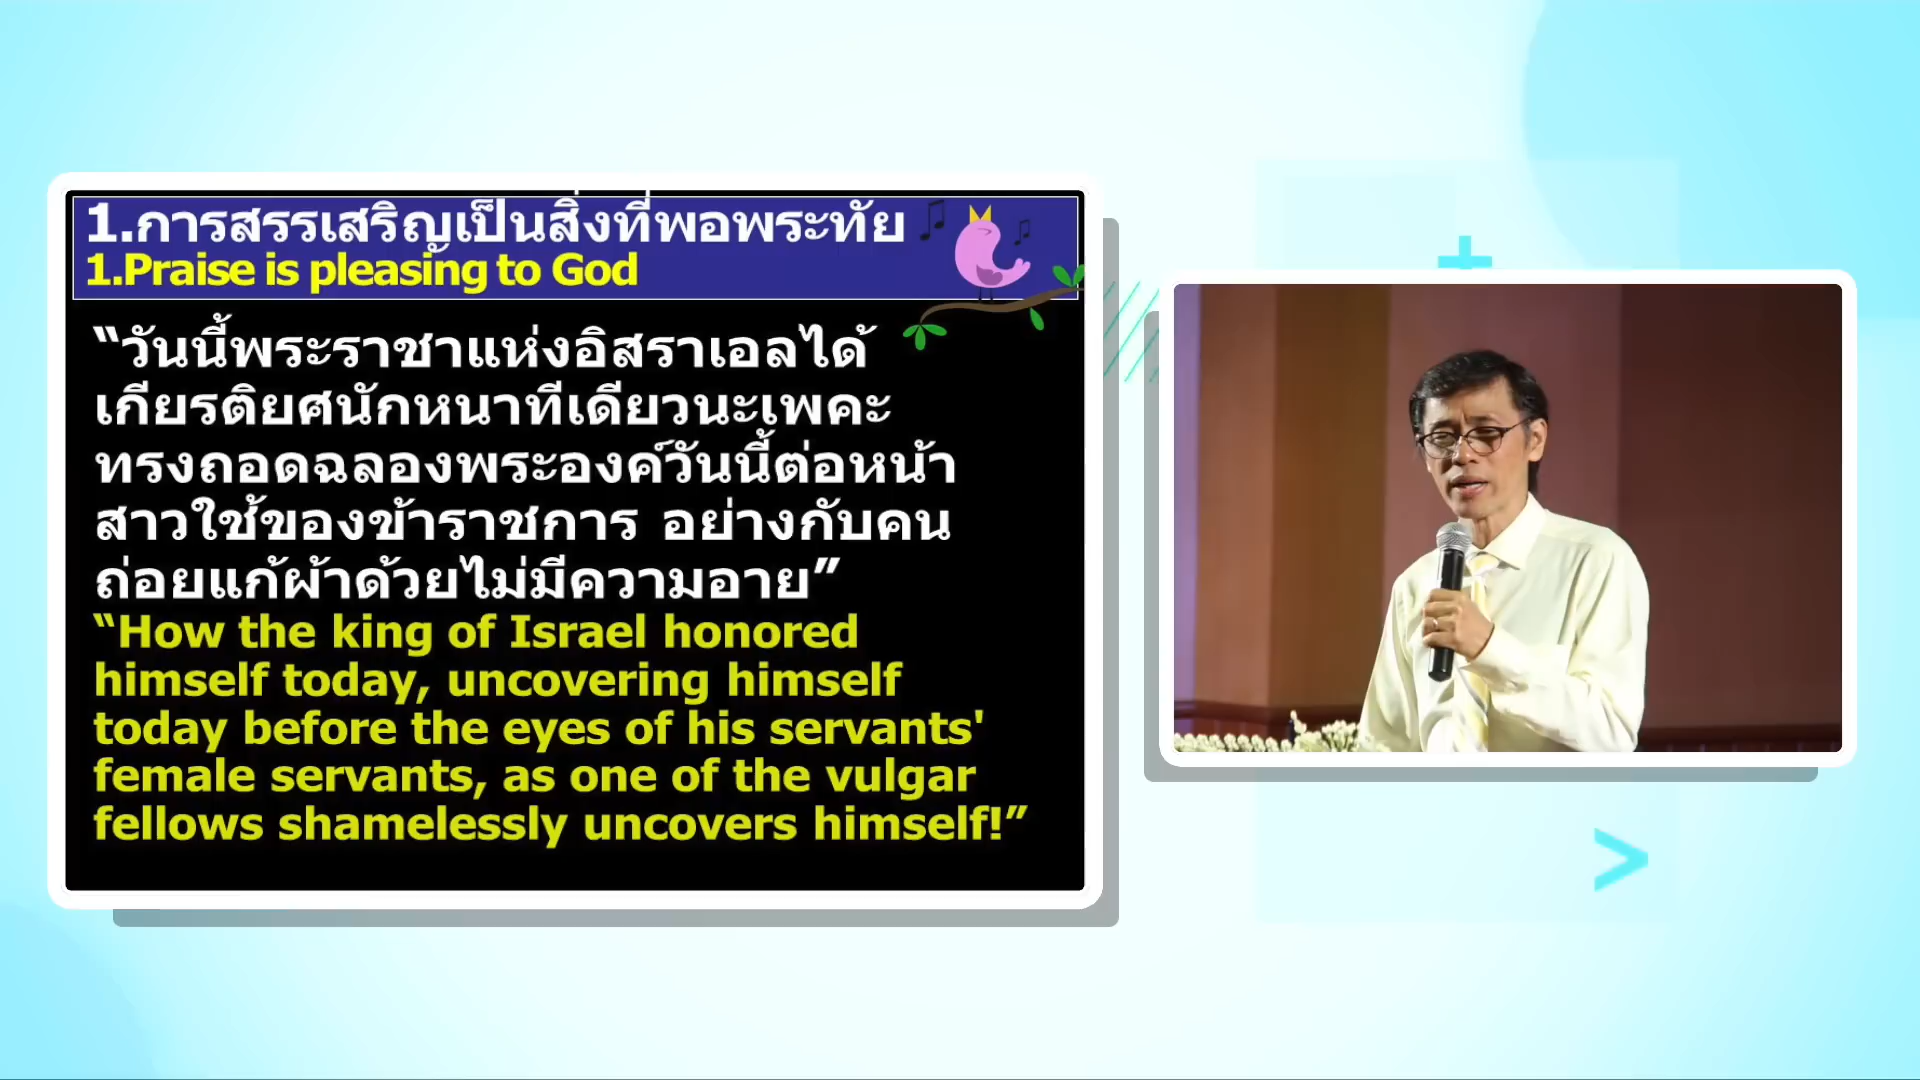 1.การสรรเสริญเป็นสิ่งที่พอพระทัย
1.Praise is pleasing to God
“วันนี้พระราชาแห่งอิสราเอลได้
เกียรติยศนักหนาทีเดียวนะเพคะ
ทรงถอดฉลองพระองค์วันนี้ต่อหน้า
สาวใช้ของข้าราชการ อย่างกับคน
ถ่อยแก้ผ้าด้วยไม่มีความอาย”
“How the king of Israel honored
himself today, uncovering himself
today before the eyes of his servants'
female servants, as one of the vulgar
fellows shamelessly uncovers himself!”